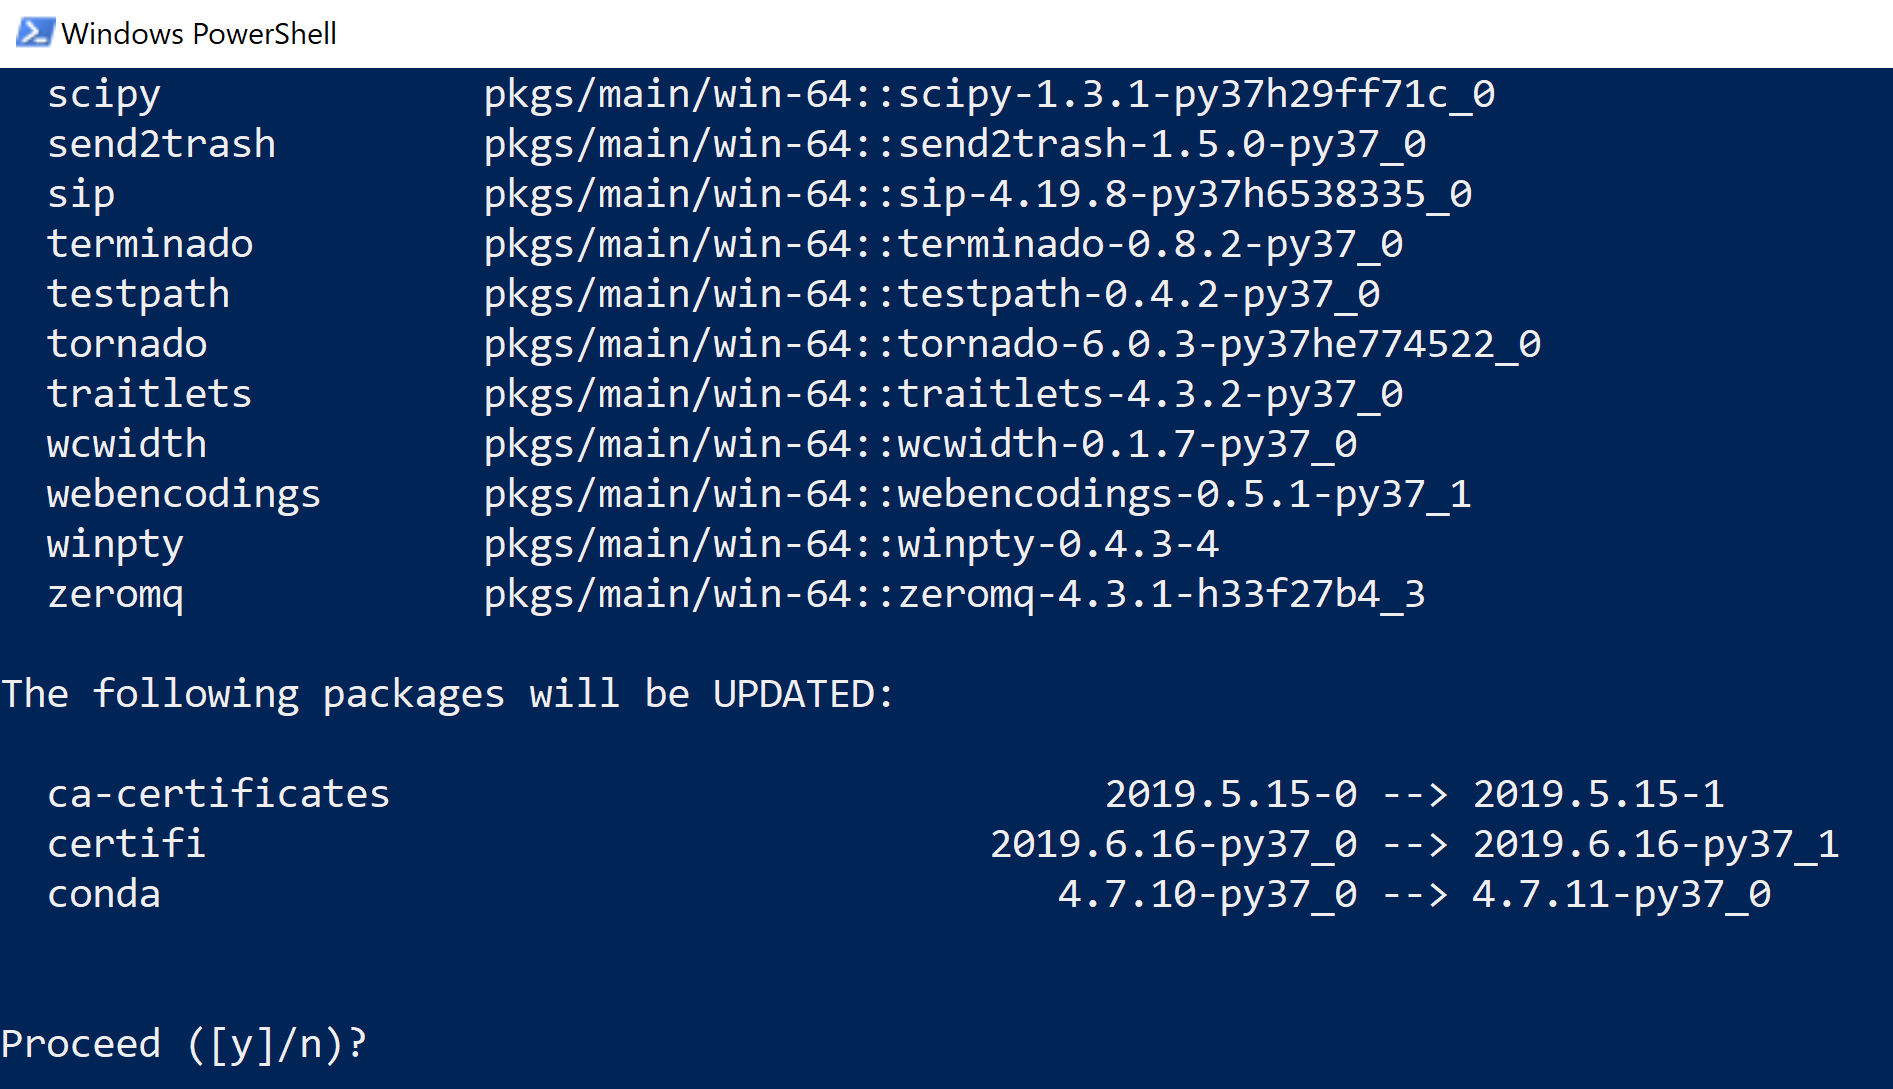 Windows PowerShell
scipy pkgs/main/win-64::scipy-1.3.1-py37h29ff71c_0
send2trash pkgs/main/win-64::send2trash-1.5.0-py37_0
sip pkgs/main/win-64::sip-4.19.8-py37h6538335_0
terminado pkgs/main/win-64::terminado-0.8.2-py37_0
testpath pkgs/main/win-64::testpath-0.4.2-py37_0
tornado pkgs/main/win-64::tornado-6.0.3-py37he774522_0
traitlets pkgs/main/win-64::traitlets-4.3.2-py37_0
wcwidth pkgs/main/win-64::wcwidth-0.1.7-py37_0
webencodings pkgs/main/win-64::webencodings-0.5.1-py37_1
winpty pkgs/main/win-64::winpty-0.4.3-4
zeromq pkgs/main/win-64::zeromq-4.3.1-h33f27b4_3
The following packages will be UPDATED:
ca-certificates 2019.5.15-0 --> 2019.5.15-1
certifi 2019.6.16-py37_0 --> 2019.6.16-py37_1
conda 4.7.10-py37_0 --> 4.7.11-py37_0
Proceed ([y]/n)?